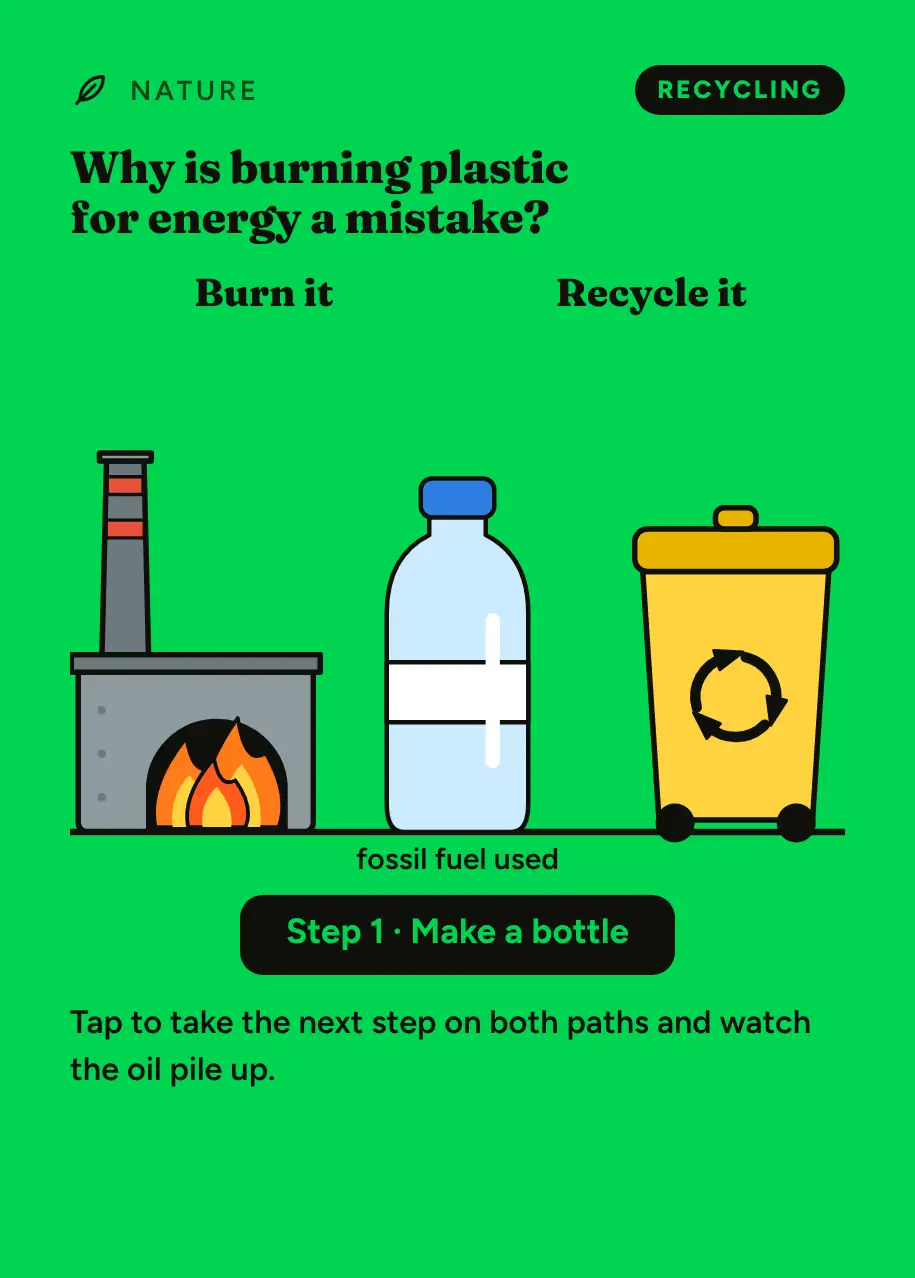 NATURE
RECYCLING
Why is burning plastic
for energy a mistake?
Burn it
Recycle it
fossil fuel used
Step 1 · Make a bottle
Tap to take the next step on both paths and watch
the oil pile up.